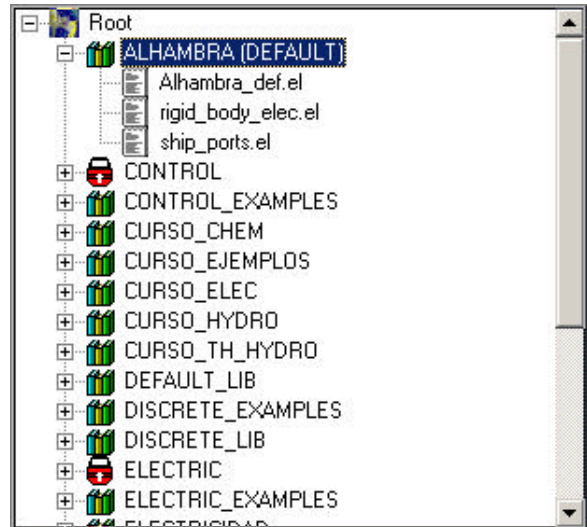 Root
ALHAMBRA (DEFAULT)
Alhambra_def.el
rigid_body_elec.el
ship_ports.el
CONTROL
CONTROL_EXAMPLES
CURSO_CHEM
CURSO_EJEMPLOS
CURSO_ELEC
CURSO_HYDRO
CURSO_TH_HYDRO
DEFAULT_LIB
DISCRETE_EXAMPLES
DISCRETE_LIB
ELECTRIC
ELECTRIC_EXAMPLES